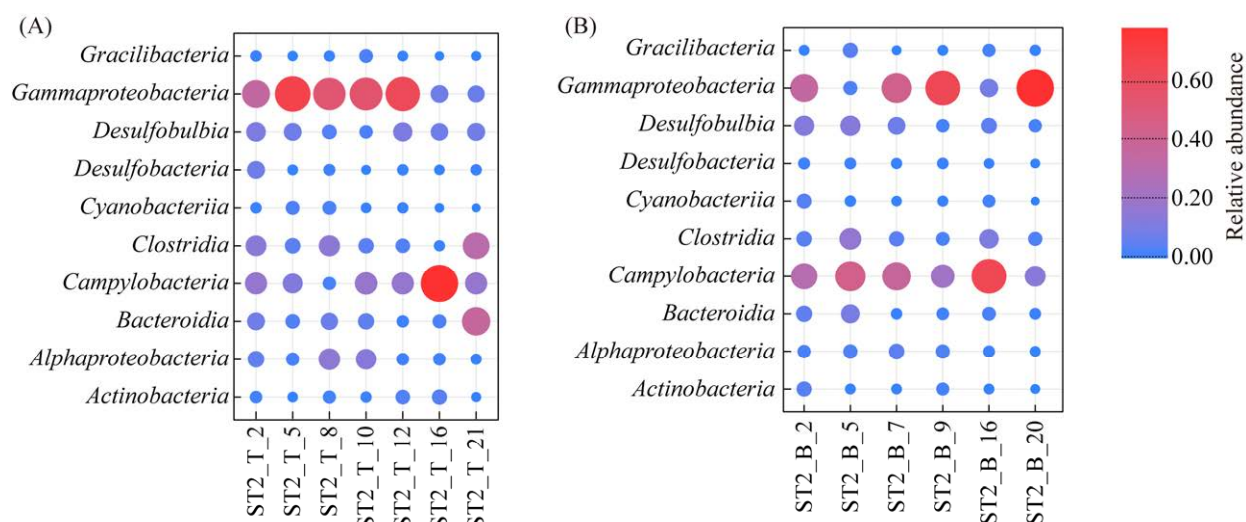 (A)
Gracilibacteria
Gammaproteobacteria
Desulfobulbia
Desulfobacteria
Cyanobacteriia
Clostridia
Campylobacteria
Bacteroidia
Alphaproteobacteria
Actinobacteria
ST2_T_2
ST2_T_5
ST2_T_8
ST2_T_10
ST2_T_12
ST2_T_16
ST2_T_21
(B)
Gracilibacteria
Gammaproteobacteria
Desulfobulbia
Desulfobacteria
Cyanobacteriia
Clostridia
Campylobacteria
Bacteroidia
Alphaproteobacteria
Actinobacteria
ST2_B_2
ST2_B_5
ST2_B_7
ST2_B_9
ST2_B_16
ST2_B_20
0.60
0.40
0.20
0.00
Relative abundance